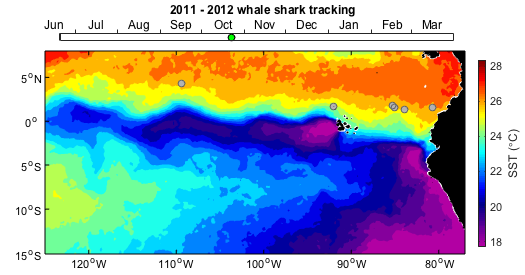 2011 - 2012 whale shark tracking
Jun Jul Aug Sep Oct Nov Dec Jan Feb Mar
5°N
0°
5°S
10°S
15°S
120°W 110°W 100°W 90°W 80°W
28
26
24
22
20
18
SST (°C)